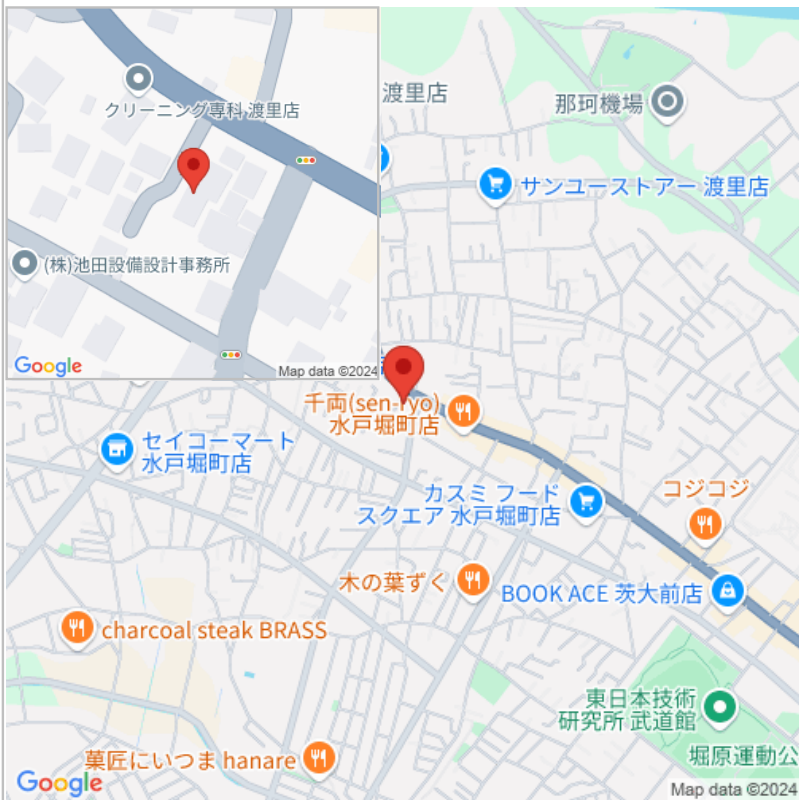 クリーニング専科 渡里店
(株)池田設備設計事務所
Google
Map data ©2024
渡里店
那珂機場
サンユーストアー 渡里店
千両(sen-ryo)
水戸堀町店
セイコーマート
水戸堀町店
カスミ フード
スクエア 水戸堀町店
コジコジ
木の葉ずく
BOOK ACE 茨大前店
charcoal steak BRASS
東日本技術
研究所 武道館
堀原運動公
菓匠にいつま hanare
Google
Map data ©2024